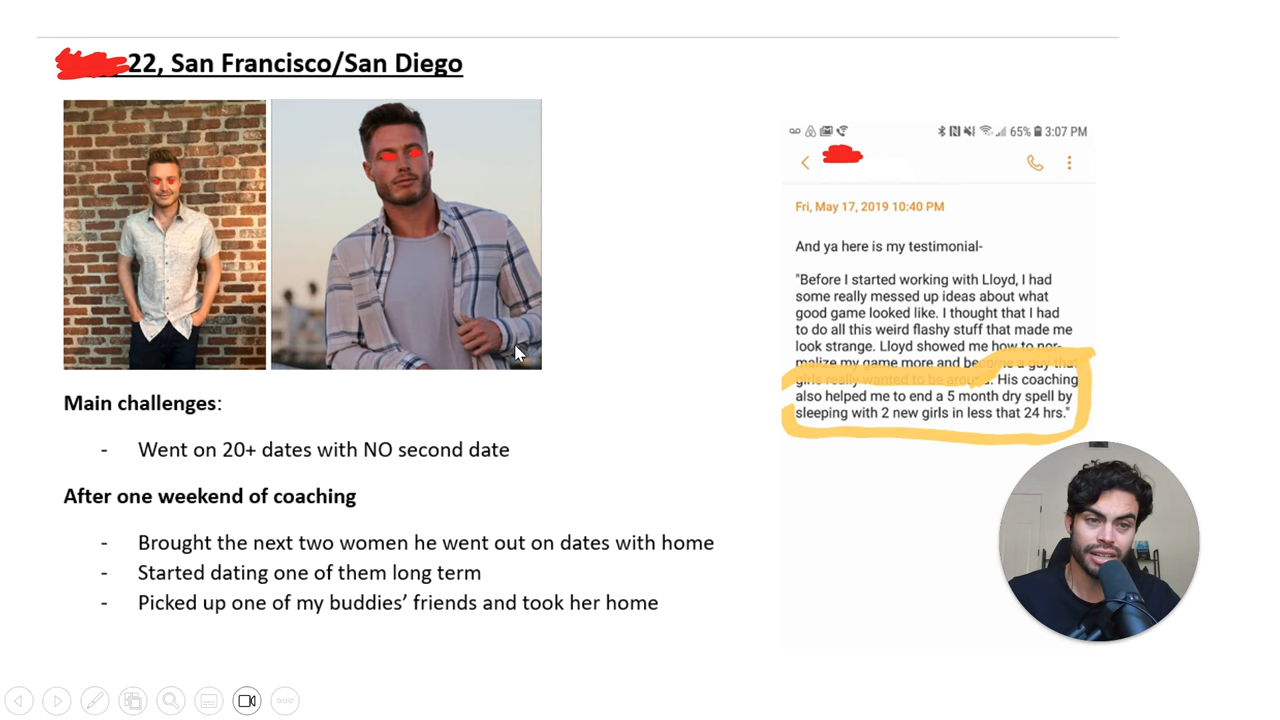 22, San Francisco/San Diego
Main challenges:
- Went on 20+ dates with NO second date
After one weekend of coaching
- Brought the next two women he went out on dates with home
- Started dating one of them long term
- Picked up one of my buddies’ friends and took her home
65% 3:07 PM
Fri, May 17, 2019 10:40 PM
And ya here is my testimonial-
"Before I started working with Lloyd, I had
some really messed up ideas about what
good game looked like. I thought that I had
to do all this weird flashy stuff that made me
look strange. Lloyd showed me how to nor-
malize my game more and become a guy that
girls really wanted to be around. His coaching
also helped me to end a 5 month dry spell by
sleeping with 2 new girls in less that 24 hrs."